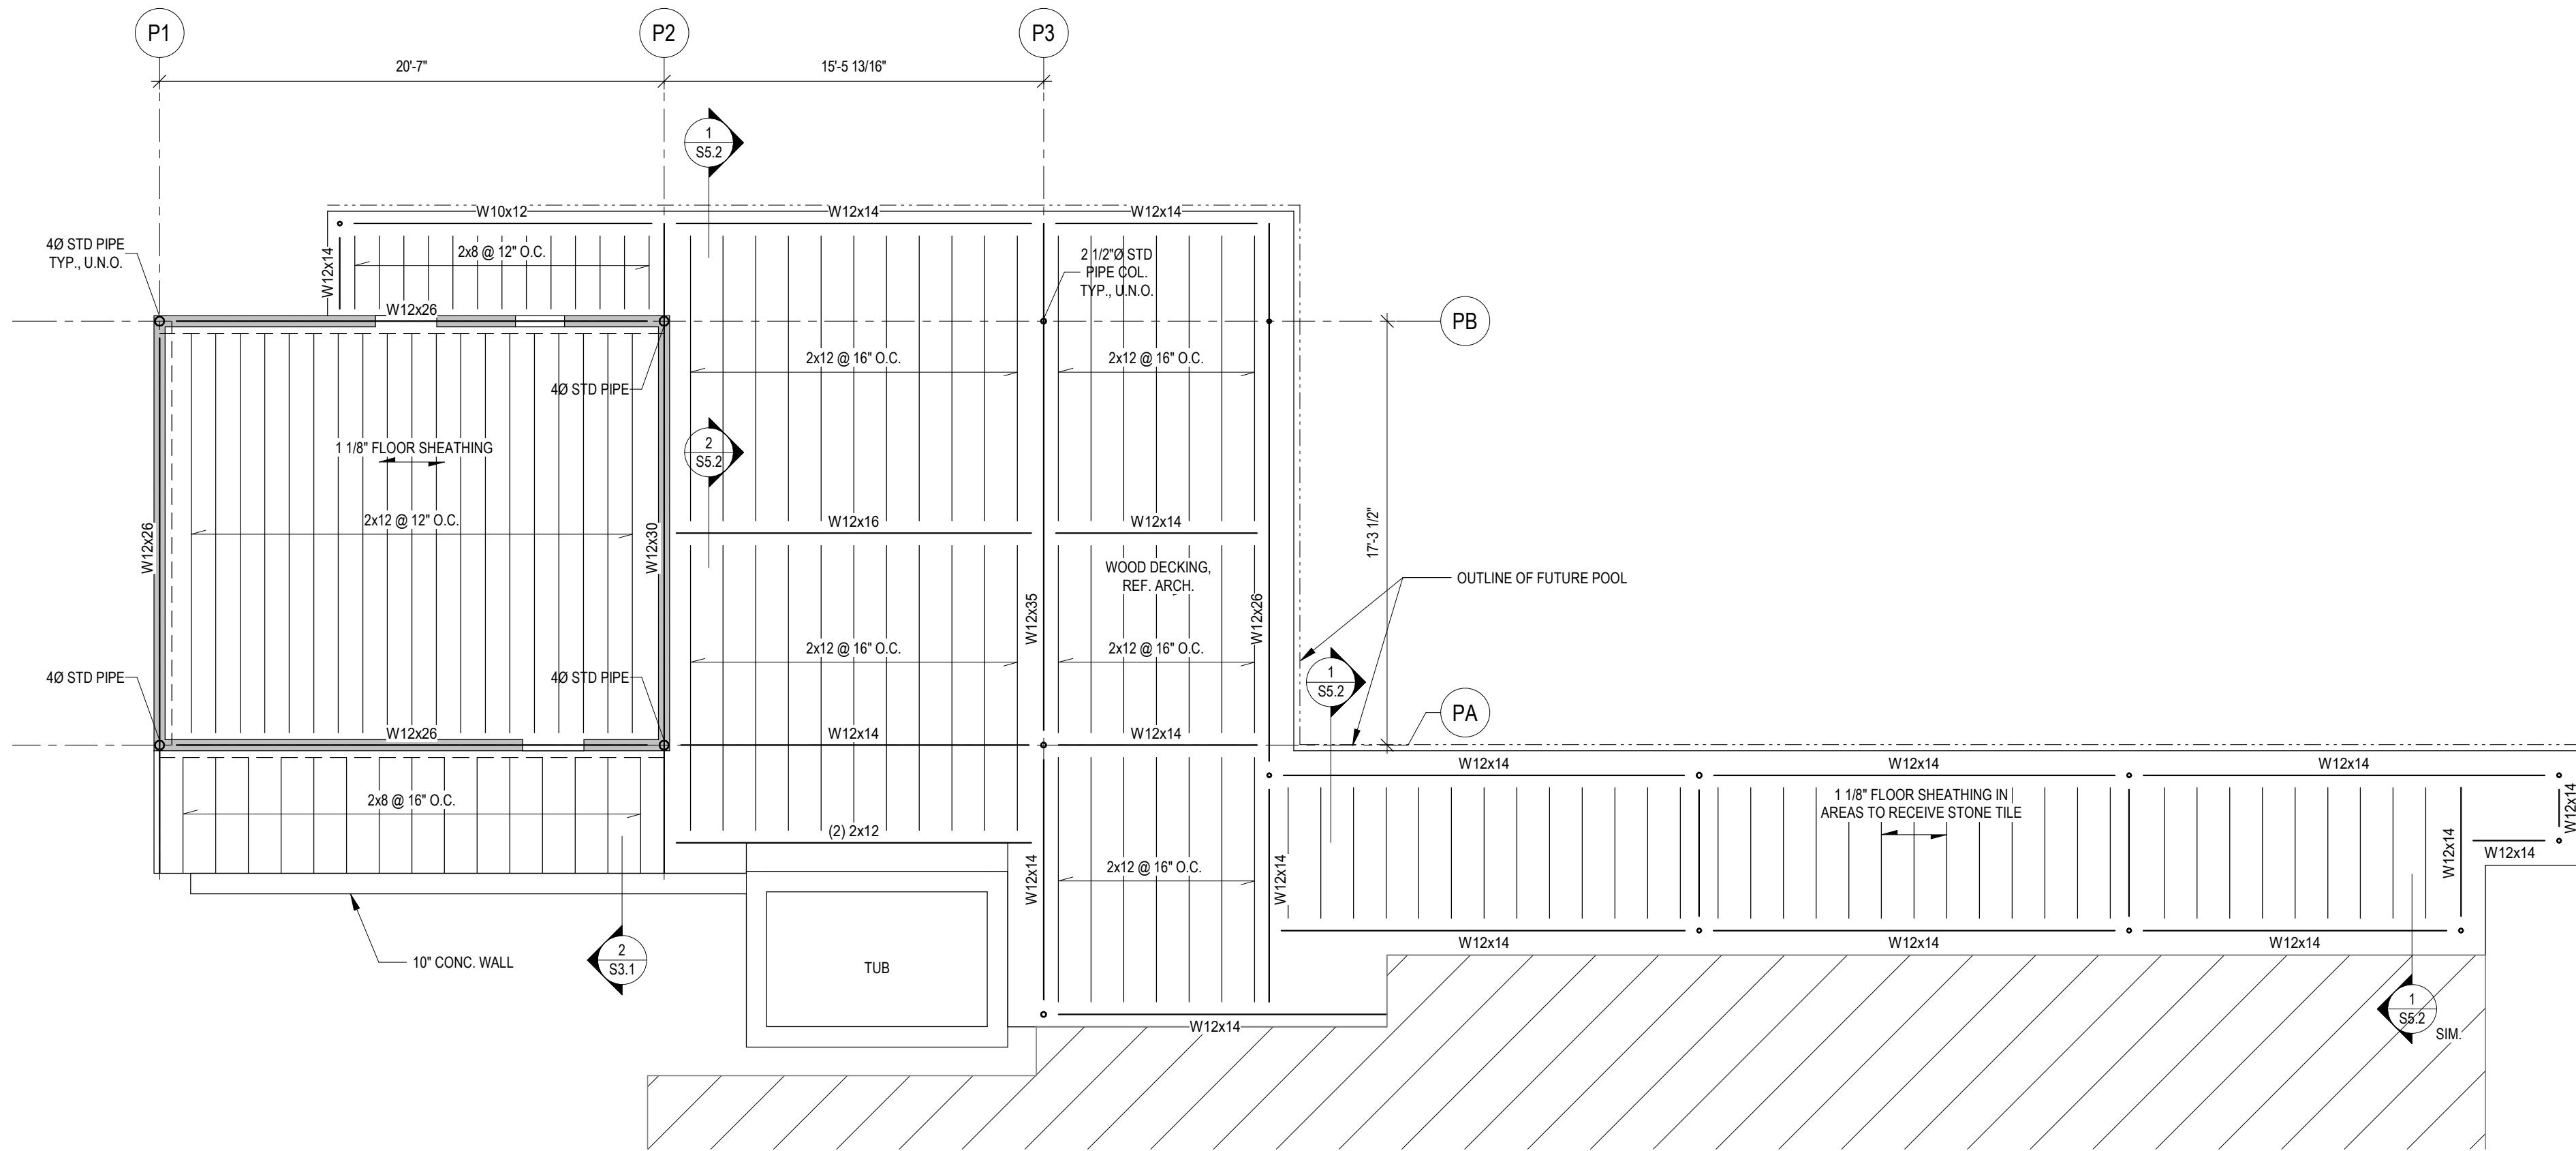 P1
P2
P3
20'-7"
15'-5 13/16"
1
S5.2
W10x12
W12x14
W12x14
4Ø STD PIPE
TYP., U.N.O.
W12x14
2x8 @ 12" O.C.
2 1/2"Ø STD
PIPE COL.
TYP., U.N.O.
W12x26
PB
2x12 @ 16" O.C.
2x12 @ 16" O.C.
4Ø STD PIPE
1 1/8" FLOOR SHEATHING
2
S5.2
2x12 @ 12" O.C.
W12x26
W12x30
W12x16
W12x14
17'-3 1/2"
WOOD DECKING,
REF. ARCH.
OUTLINE OF FUTURE POOL
W12x35
W12x26
2x12 @ 16" O.C.
2x12 @ 16" O.C.
4Ø STD PIPE
4Ø STD PIPE
1
S5.2
PA
W12x26
W12x14
W12x14
W12x14
W12x14
W12x14
2x8 @ 16" O.C.
1 1/8" FLOOR SHEATHING IN
AREAS TO RECEIVE STONE TILE
W12x14
(2) 2x12
W12x14
W12x14
W12x14
W12x14
2x12 @ 16" O.C.
W12x14
W12x14
W12x14
10" CONC. WALL
2
S3.1
TUB
1
S5.2
SIM.
W12x14